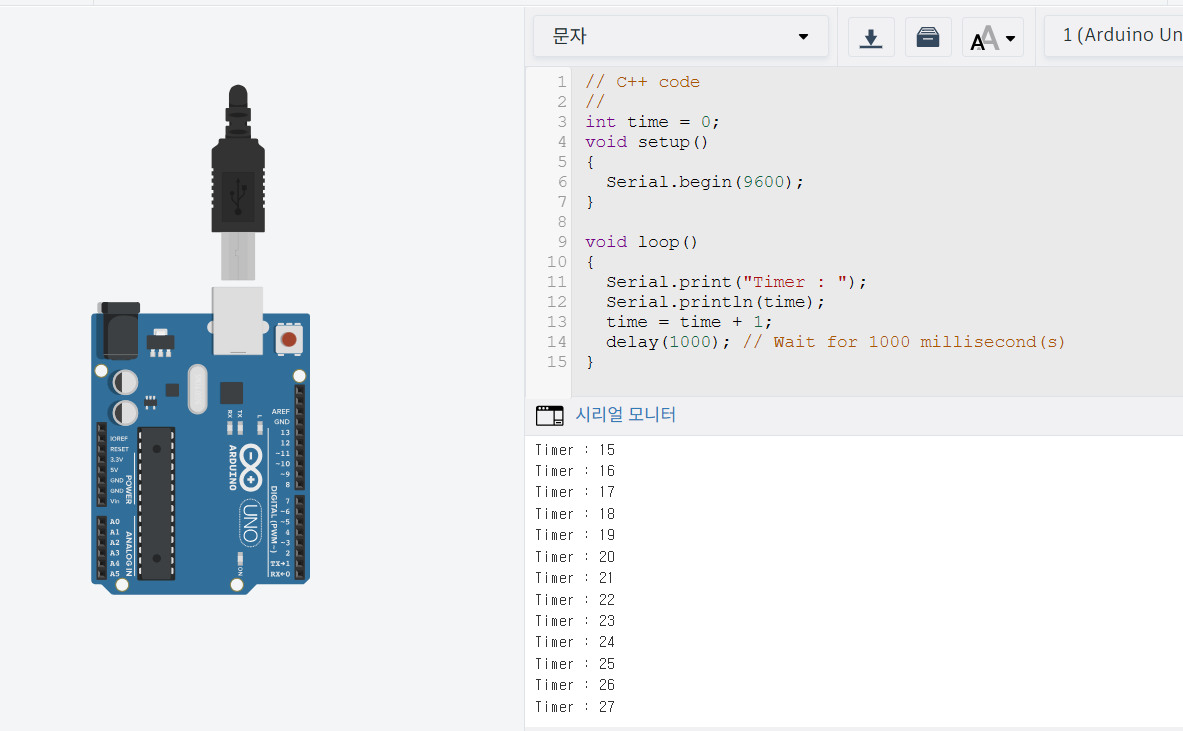 문자
1 (Arduino Un
1 // C++ code
2 //
3 int time = 0;
4 void setup()
5 {
6 Serial.begin(9600);
7 }
8
9 void loop()
10 {
11 Serial.print("Timer : ");
12 Serial.println(time);
13 time = time + 1;
14 delay(1000); // Wait for 1000 millisecond(s)
15 }
시리얼 모니터
Timer : 15
Timer : 16
Timer : 17
Timer : 18
Timer : 19
Timer : 20
Timer : 21
Timer : 22
Timer : 23
Timer : 24
Timer : 25
Timer : 26
Timer : 27
RX TX L
AREF
GND
13
12
~11
~10
~9
8
7
~6
~5
4
~3
2
TX→1
RX←0
DIGITAL (PWM~)
ARDUINO
UNO
ON
IOREF
RESET
3.3V
5V
GND
GND
Vin
POWER
A0
A1
A2
A3
A4
A5
ANALOG IN